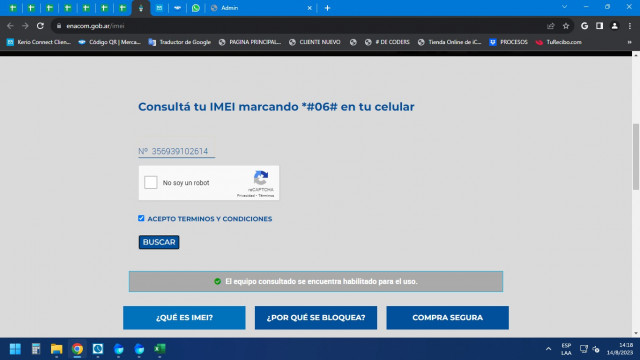 Admin
enacom.gob.ar/imei
Kerio Connect Clien...
Código QR | Merca...
Traductor de Google
PAGINA PRINCIPAL...
CLIENTE NUEVO
# DE CODERS
Tienda Online de iC...
PROCESOS
TuRecibo.com
Consultá tu IMEI marcando *#06# en tu celular
Nº 356939102614
No soy un robot
reCAPTCHA
Privacidad - Términos
ACEPTO TERMINOS Y CONDICIONES
BUSCAR
El equipo consultado se encuentra habilitado para el uso.
¿QUÉ ES IMEI?
¿POR QUÉ SE BLOQUEA?
COMPRA SEGURA
ESP
LAA
14:16
14/8/2023